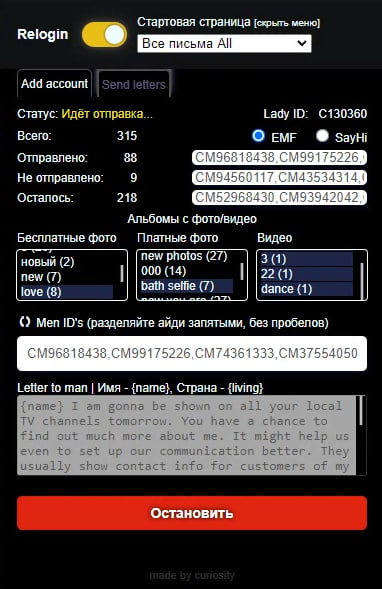 Relogin
Стартовая страница [скрыть меню]
Все письма All
Add account
Send letters
Статус: Идёт отправка...
Lady ID: C130360
Всего: 315
EMF
SayHi
Отправлено: 88
CM96818438,CM99175226,
Не отправлено: 9
CM94560117,CM43534314,
Осталось: 218
CM52968430,CM93942042,
Альбомы с фото/видео
Бесплатные фото
Платные фото
Видео
новый (2)
new (7)
love (8)
new photos (27)
000 (14)
bath selfie (7)
3 (1)
22 (1)
dance (1)
Men ID's (разделяйте айди запятыми, без пробелов)
CM96818438,CM99175226,CM74361333,CM37554050
Letter to man | Имя - {name}, Страна - {living}
{name} I am gonna be shown on all your local
TV channels tomorrow. You have a chance to
find out much more about me. It might help us
even to set up our communication better. They
usually show contact info for customers of my
Остановить
made by curiosity